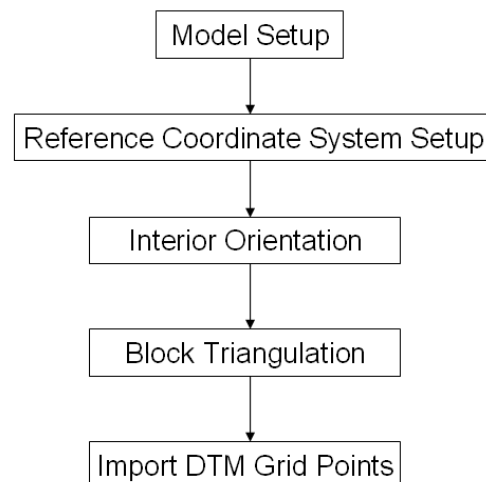 Model Setup
Reference Coordinate System Setup
Interior Orientation
Block Triangulation
Import DTM Grid Points